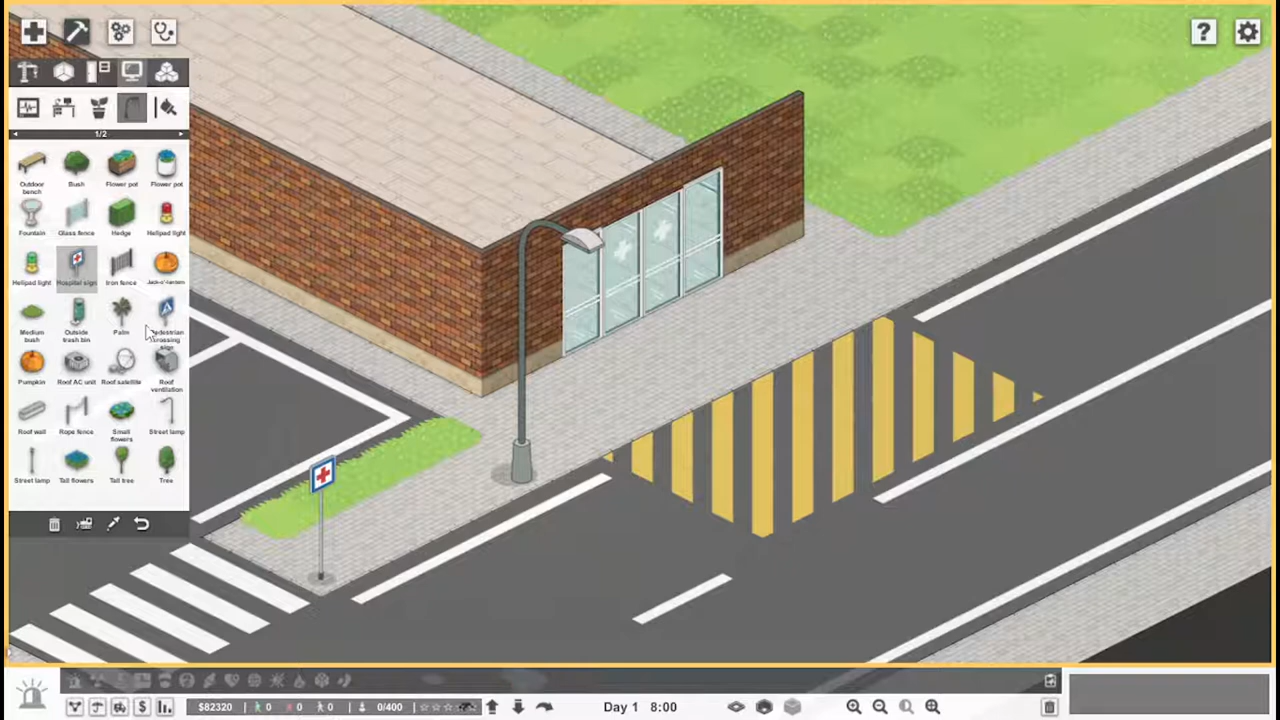 ?
1/2
Outdoor bench
Bush
Flower pot
Flower pot
Fountain
Glass fence
Hedge
Helipad light
Helipad light
Hospital sign
Iron fence
Jack-o'-lantern
Medium bush
Outside trash bin
Palm
Pedestrian crossing sign
Pumpkin
Roof AC unit
Roof satellite
Roof ventilation
Roof wall
Rope fence
Small flowers
Street lamp
Street lamp
Tall flowers
Tall tree
Tree
$82320
0
0
0
0/400
Day 1 8:00